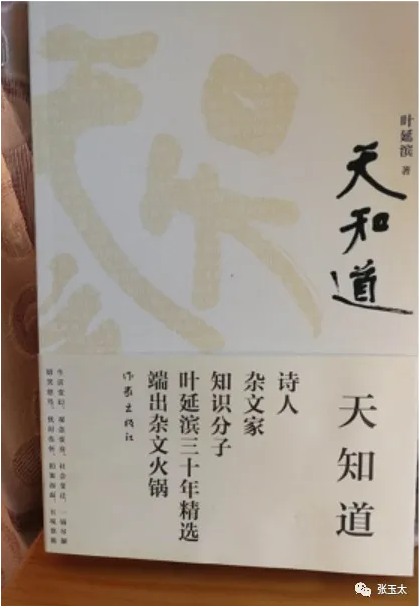 叶延滨 著
天知道
天知道
诗人
杂文家
知识分子
叶延滨三十年精选
端出杂文火锅
作家出版社
张玉太